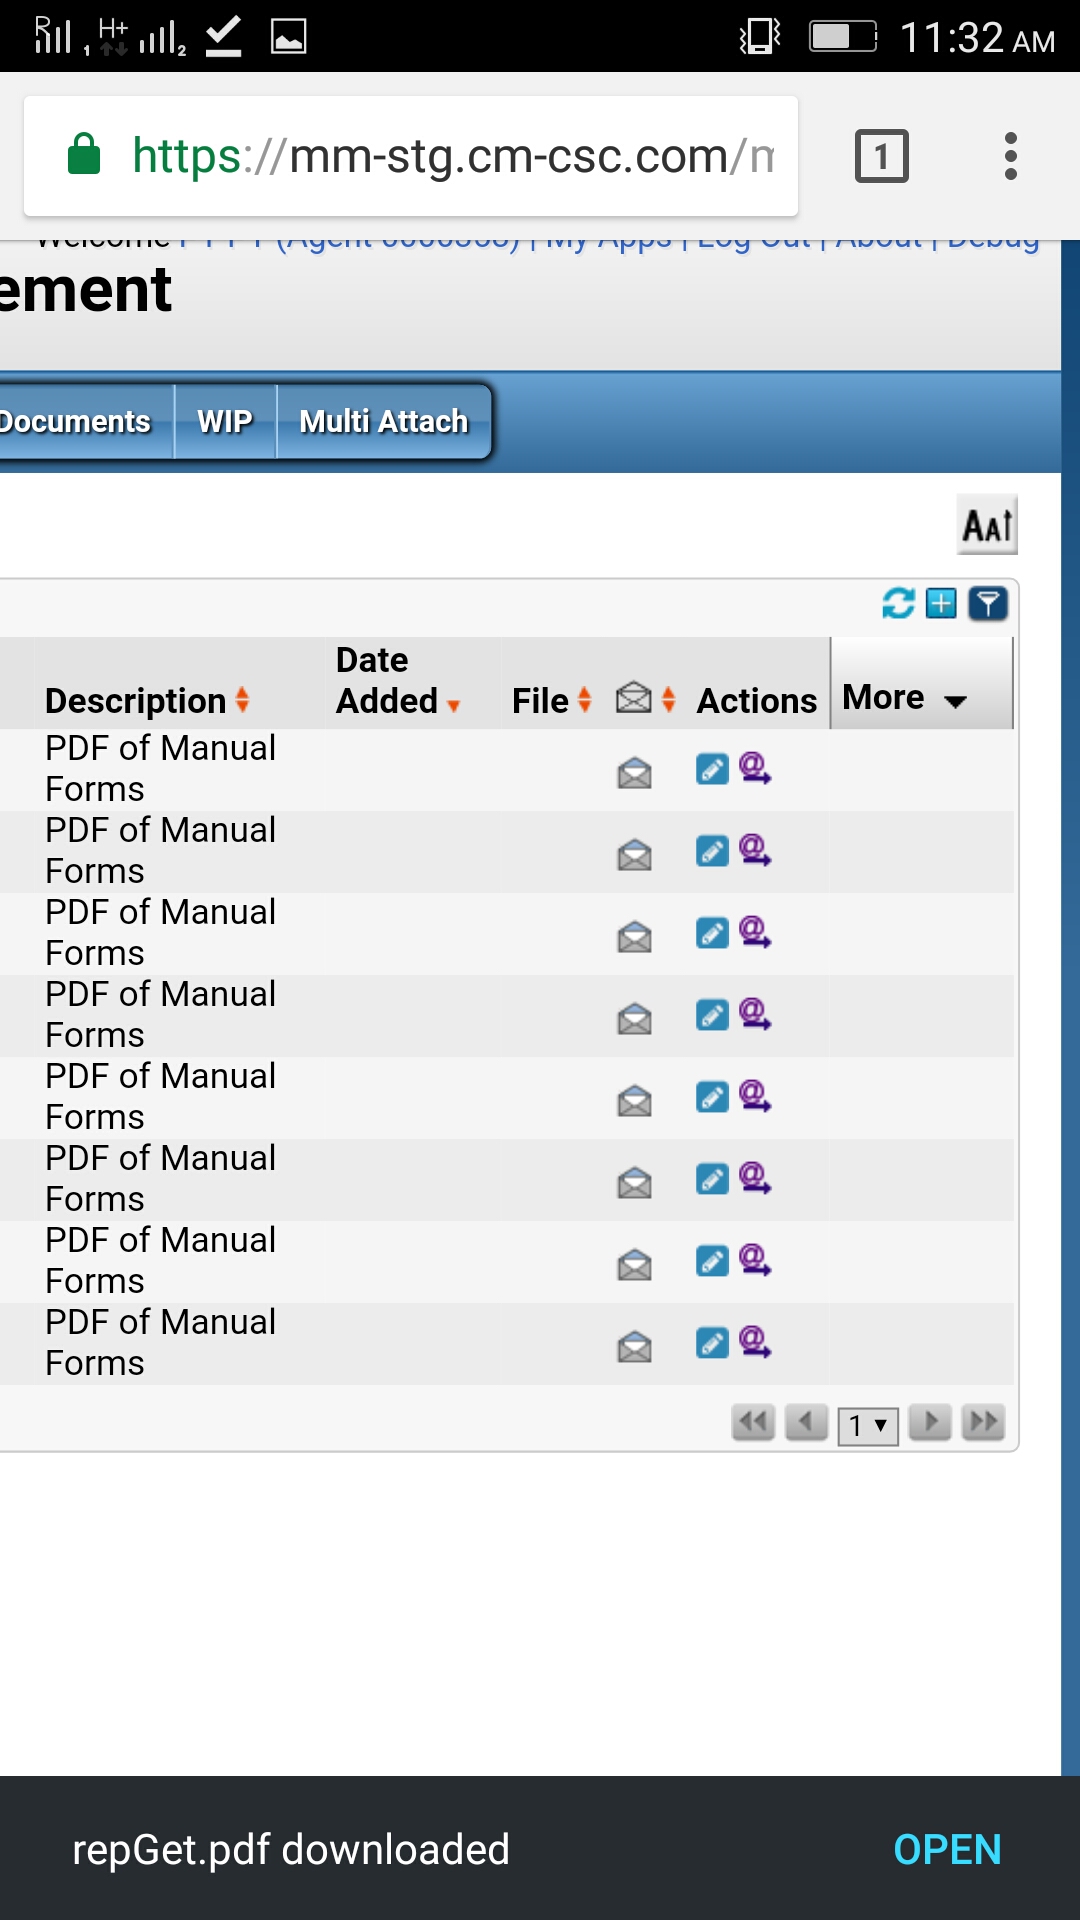 R 1 H+ 2 11:32 AM
https://mm-stg.cm-csc.com/m
1
Welcome (Agent | My Apps | Log Out | About | Debug
ement
Documents WIP Multi Attach
AA
Description Date Added File Actions More
PDF of Manual
Forms
PDF of Manual
Forms
PDF of Manual
Forms
PDF of Manual
Forms
PDF of Manual
Forms
PDF of Manual
Forms
PDF of Manual
Forms
PDF of Manual
Forms
1
repGet.pdf downloaded OPEN